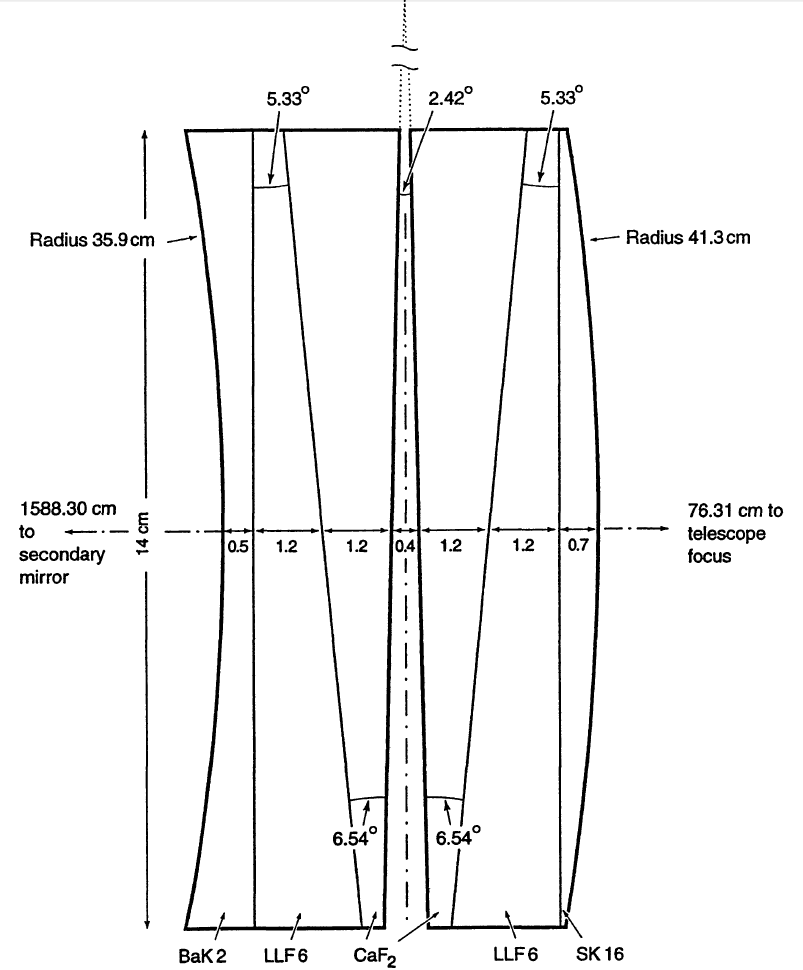 5.33°
2.42°
5.33°
Radius 35.9 cm
Radius 41.3 cm
1588.30 cm
to
secondary
mirror
14 cm
0.5
1.2
1.2
0.4
1.2
1.2
0.7
76.31 cm to
telescope
focus
6.54°
6.54°
BaK 2
LLF 6
CaF₂
LLF 6
SK 16